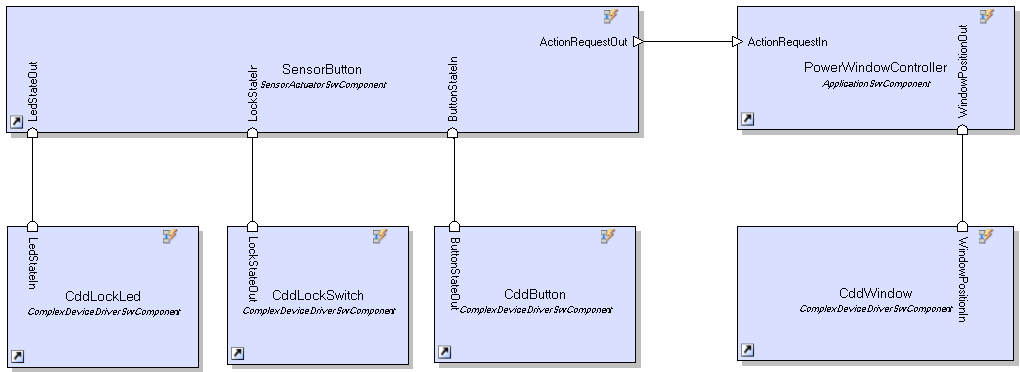 ActionRequestOut
SensorButton
SensorActuatorSwComponent
LedStateOut
LockStateIn
ButtonStateIn
ActionRequestIn
PowerWindowController
ApplicationSwComponent
WindowPositionOut
LedStateIn
CddLockLed
ComplexDeviceDriverSwComponent
LockStateOut
CddLockSwitch
ComplexDeviceDriverSwComponent
ButtonStateOut
CddButton
ComplexDeviceDriverSwComponent
CddWindow
ComplexDeviceDriverSwComponent
WindowPositionIn